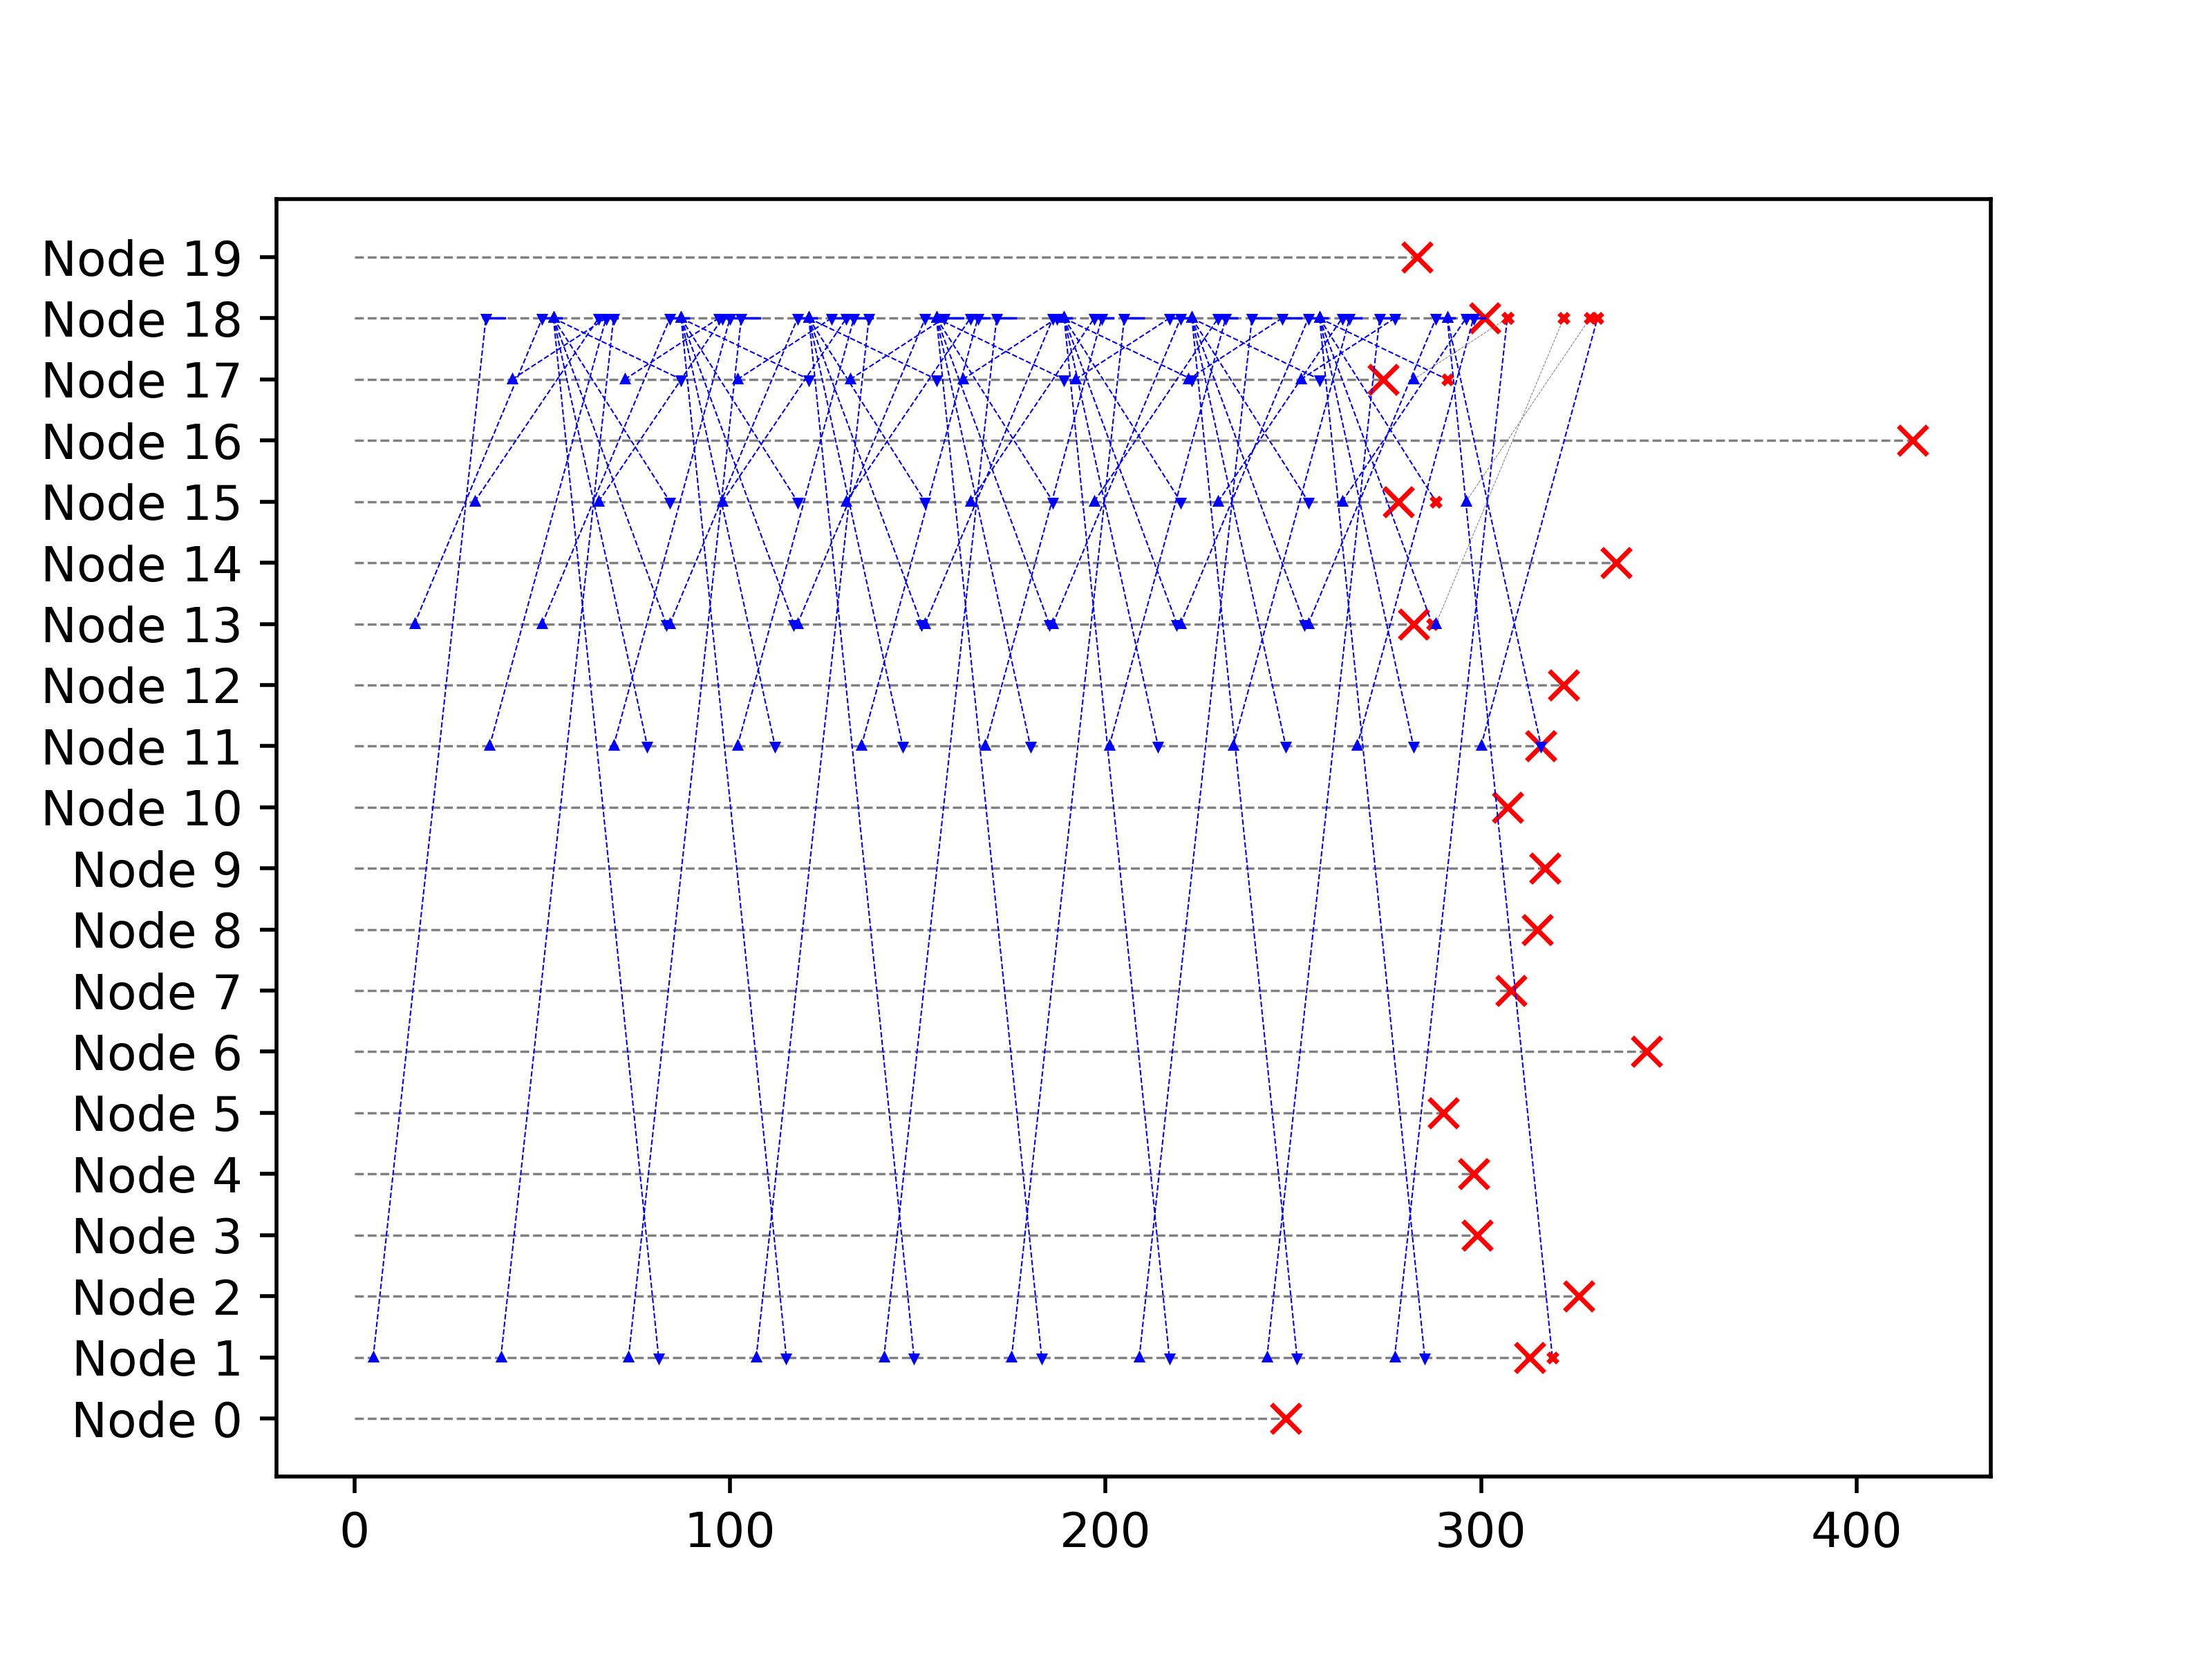 Node 19
Node 18
Node 17
Node 16
Node 15
Node 14
Node 13
Node 12
Node 11
Node 10
Node 9
Node 8
Node 7
Node 6
Node 5
Node 4
Node 3
Node 2
Node 1
Node 0
0 100 200 300 400